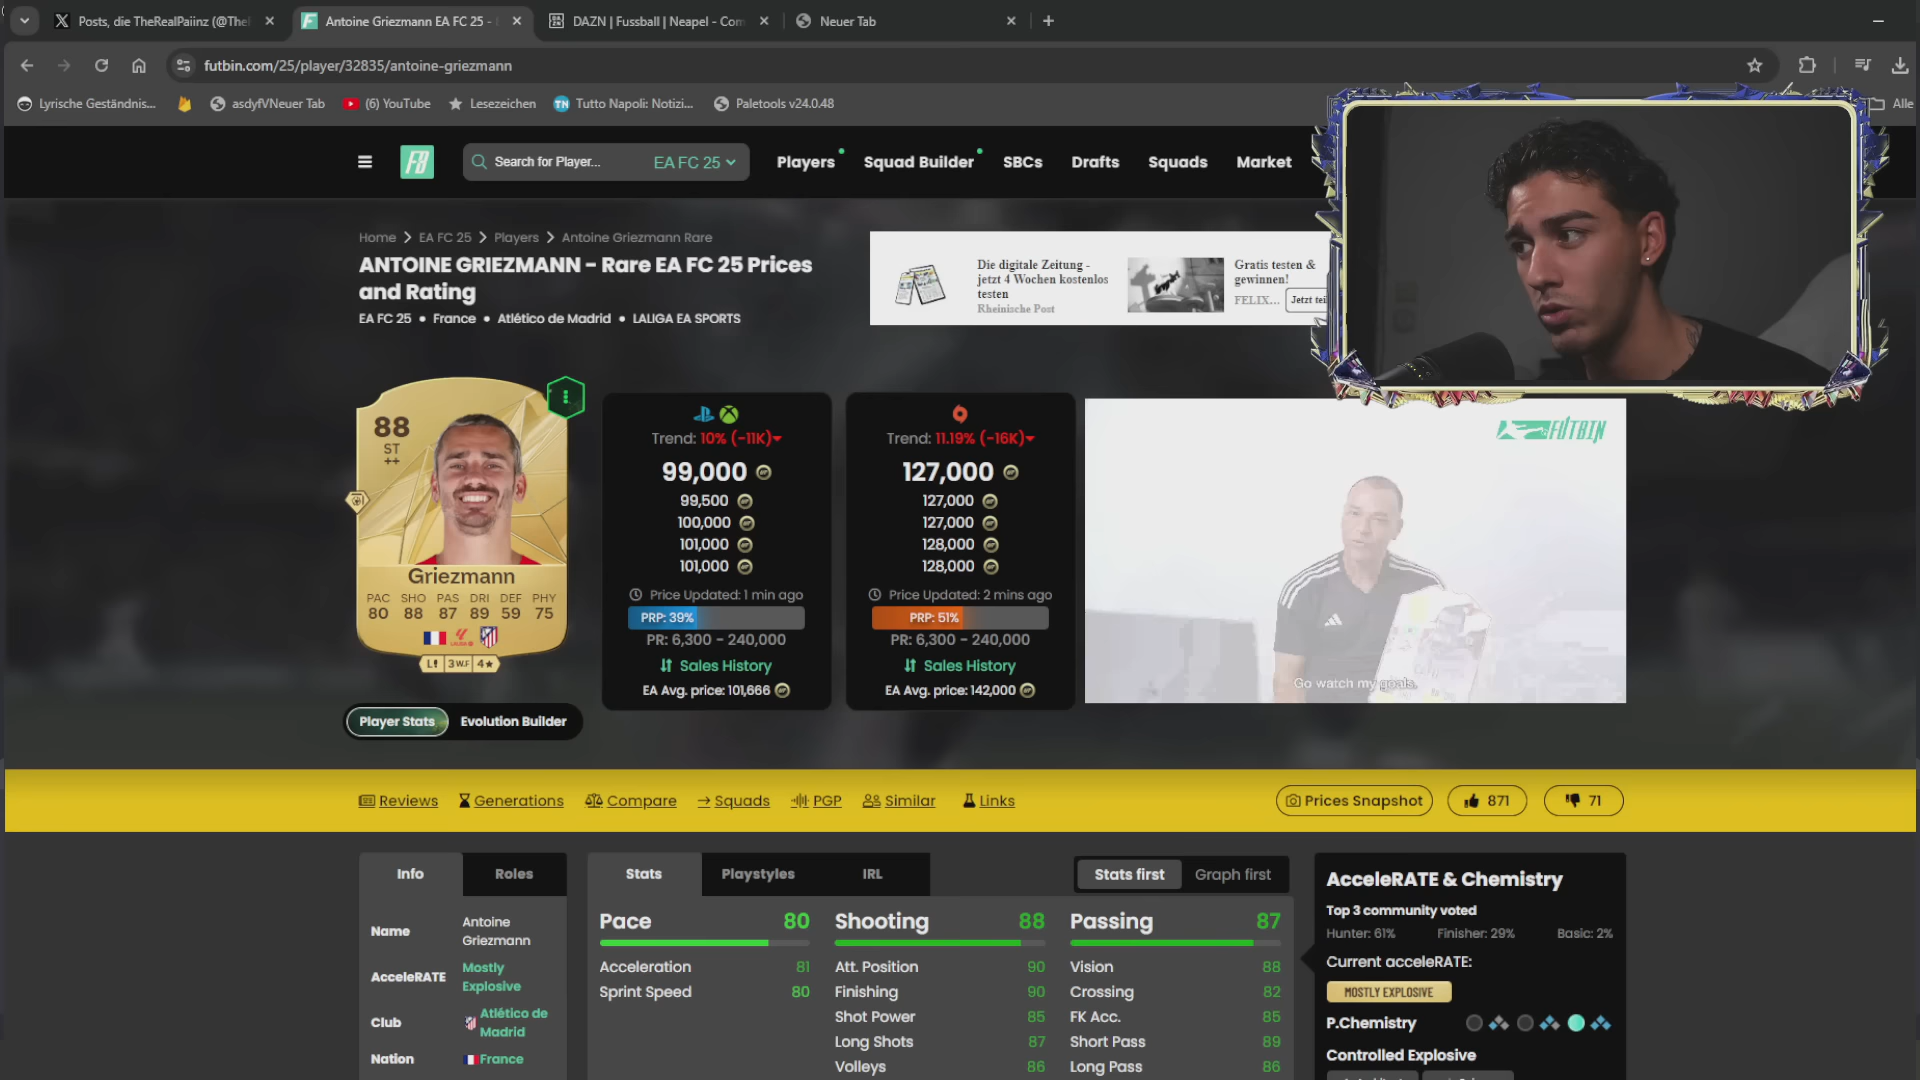 Posts, die TheRealPaiinz (@The
Antoine Griezmann EA FC 25 -
DAZN | Fussball | Neapel - Com
Neuer Tab
futbin.com/25/player/32835/antoine-griezmann
Lyrische Geständnis...
asdyfVNeuer Tab
(6) YouTube
Lesezeichen
TN Tutto Napoli: Notizi...
Paletools v24.0.48
Alle
F8
Search for Player...
EA FC 25
Players
Squad Builder
SBCs
Drafts
Squads
Market
Home > EA FC 25 > Players > Antoine Griezmann Rare
ANTOINE GRIEZMANN - Rare EA FC 25 Prices
and Rating
EA FC 25 • France • Atlético de Madrid • LALIGA EA SPORTS
Die digitale Zeitung -
jetzt 4 Wochen kostenlos
testen
Rheinische Post
Gratis testen &
gewinnen!
FELIX...
Jetzt teil
88
ST
++
Griezmann
PAC SHO PAS DRI DEF PHY
80 88 87 89 59 75
3 W.F
4★
Trend: 10% (-11K)
99,000
99,500
100,000
101,000
101,000
Price Updated: 1 min ago
PRP: 39%
PR: 6,300 - 240,000
Sales History
EA Avg. price: 101,666
Trend: 11.19% (-16K)
127,000
127,000
127,000
128,000
128,000
Price Updated: 2 mins ago
PRP: 51%
PR: 6,300 - 240,000
Sales History
EA Avg. price: 142,000
FUTBIN
Go watch my goals.
Player Stats
Evolution Builder
Reviews
Generations
Compare
Squads
PGP
Similar
Links
Prices Snapshot
871
71
Info
Roles
Name
Antoine
Griezmann
AcceleRATE
Mostly
Explosive
Club
Atlético de
Madrid
Nation
France
Stats
Playstyles
IRL
Stats first
Graph first
Pace 80
Acceleration 81
Sprint Speed 80
Shooting 88
Att. Position 90
Finishing 90
Shot Power 85
Long Shots 87
Volleys 86
Passing 87
Vision 88
Crossing 82
FK Acc. 85
Short Pass 89
Long Pass 86
AcceleRATE & Chemistry
Top 3 community voted
Hunter: 61%
Finisher: 29%
Basic: 2%
Current acceleRATE:
MOSTLY EXPLOSIVE
P.Chemistry
Controlled Explosive